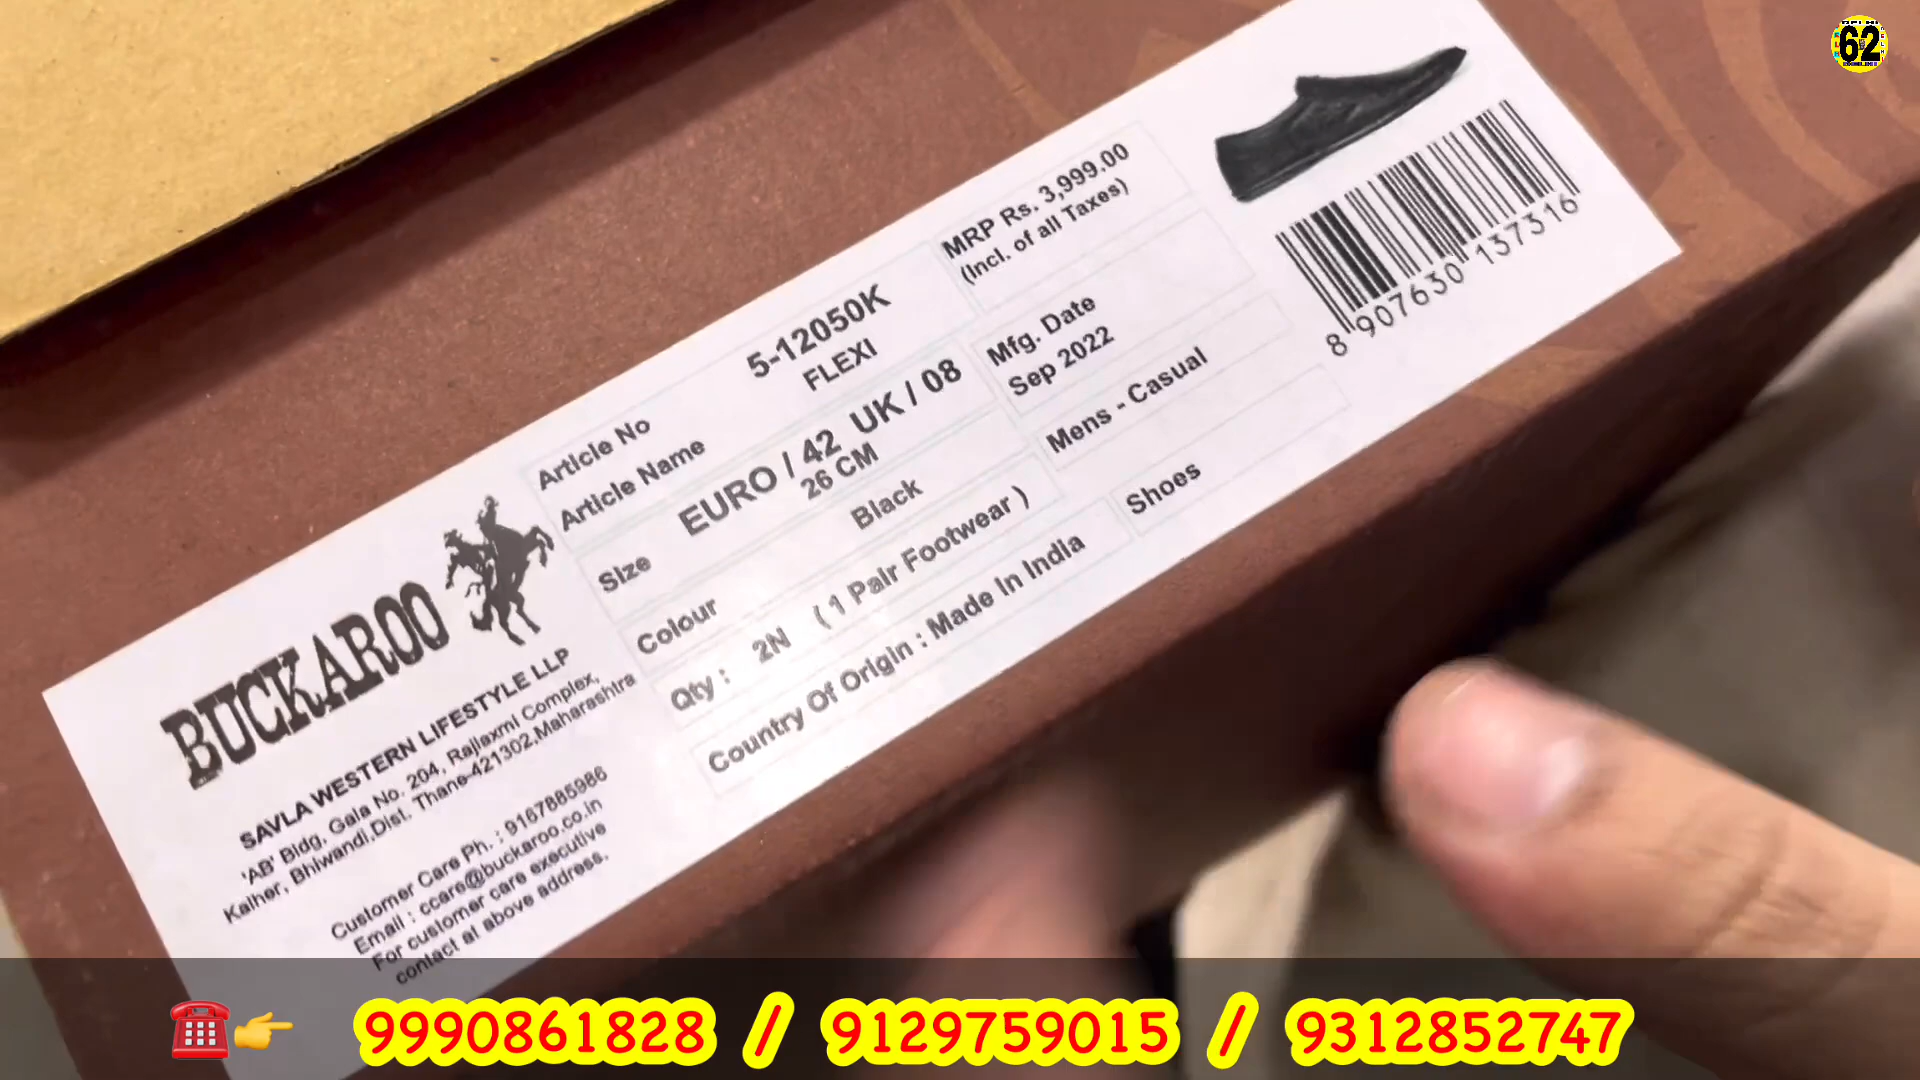 62
MRP Rs. 3,999.00
(Incl. of all Taxes)
8 907630 137316
Article No 5-12050K
Article Name FLEXI
Size EURO / 42 UK / 08
26 CM
Mfg. Date
Sep 2022
Colour Black
Mens - Casual
Qty : 2N ( 1 Pair Footwear )
Shoes
Country Of Origin : Made In India
BUCKAROO
SAVLA WESTERN LIFESTYLE LLP
'AB' Bldg, Gala No. 204, Rajlaxmi Complex,
Kalher, Bhiwandi,Dist. Thane-421302,Maharashtra
Customer Care Ph. : 9167885986
Email : ccare@buckaroo.co.in
For customer care executive
contact at above address.
9990861828 // 9129759015 // 9312852747